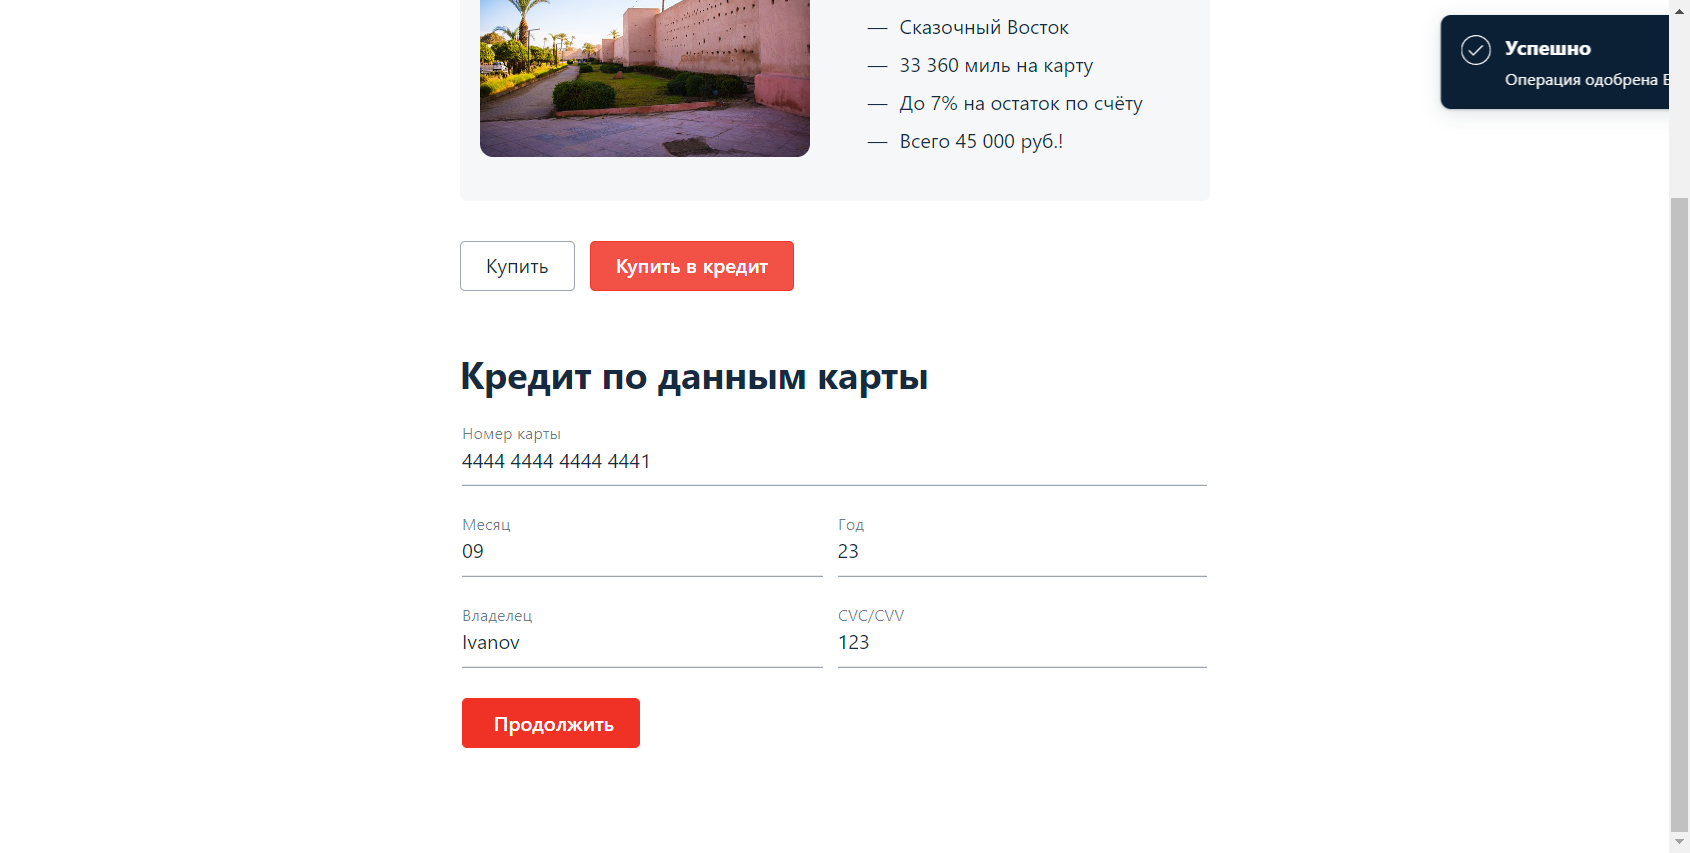 — Сказочный Восток
— 33 360 миль на карту
— До 7% на остаток по счёту
— Всего 45 000 руб.!
Успешно
Операция одобрена
Купить
Купить в кредит
Кредит по данным карты
Номер карты
4444 4444 4444 4441
Месяц
09
Год
23
Владелец
Ivanov
CVC/CVV
123
Продолжить